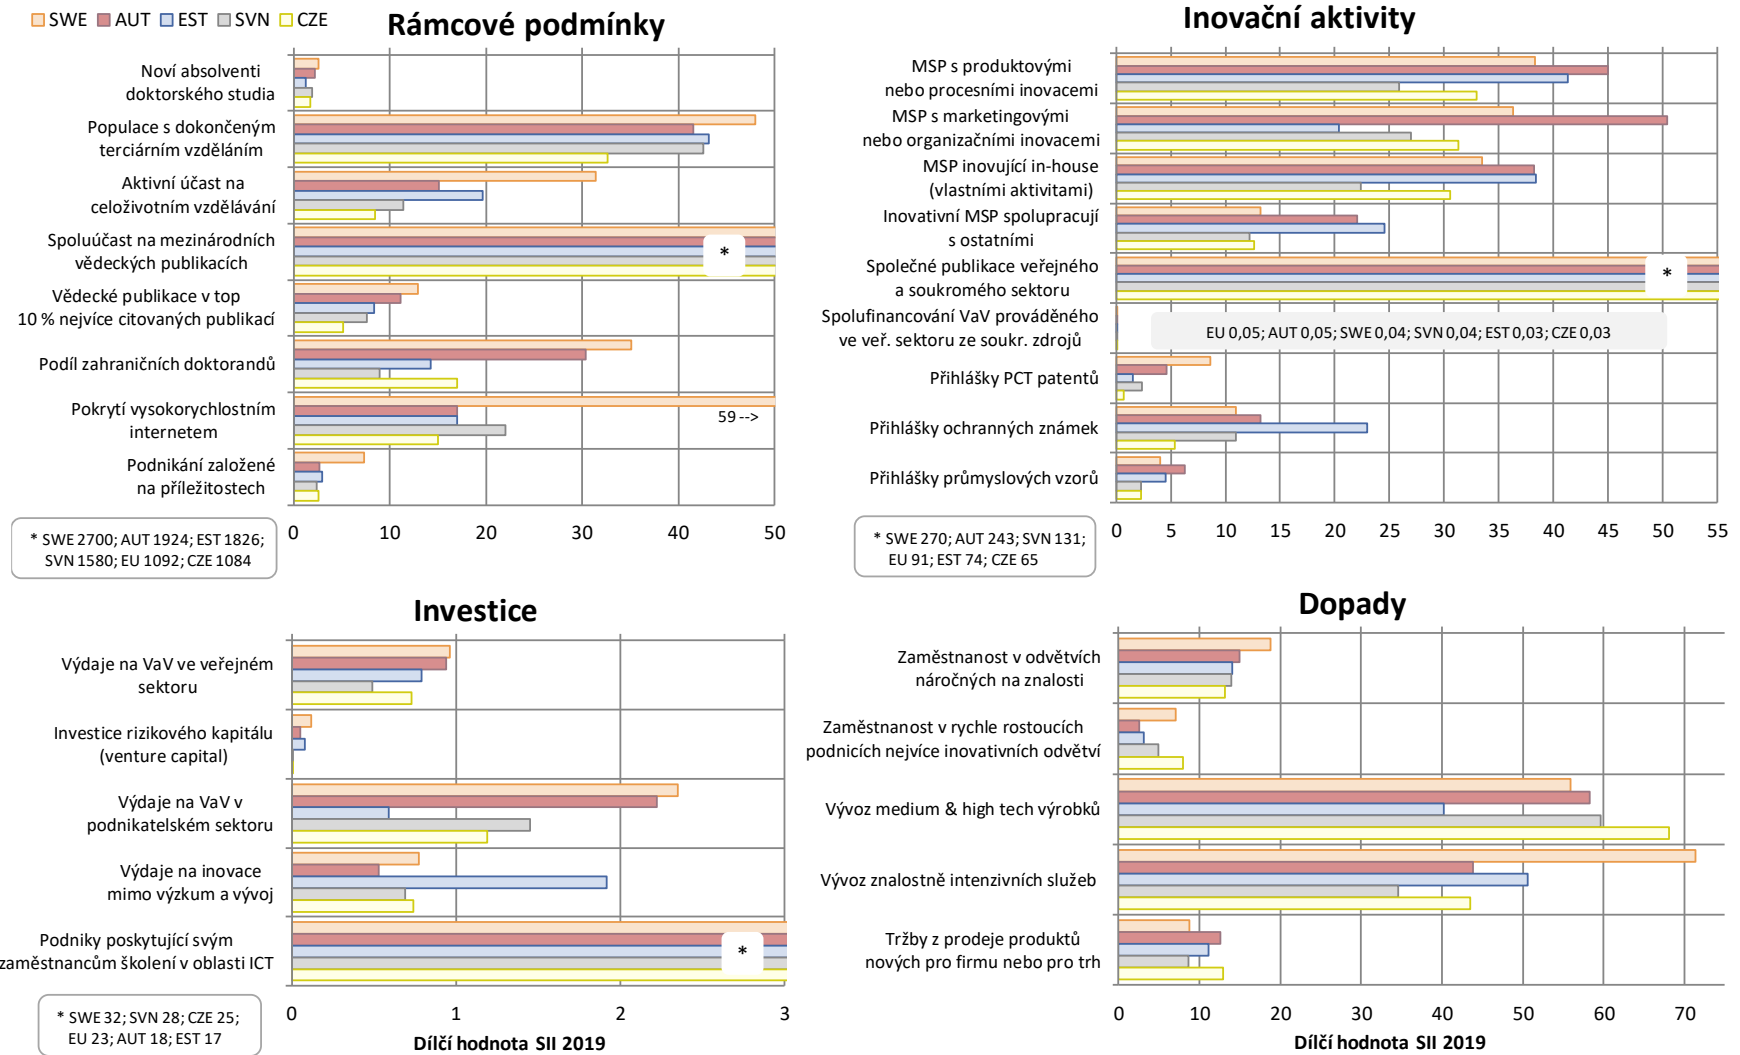 SWE AUT EST SVN CZE
Rámcové podmínky
Noví absolventi
doktorského studia
Populace s dokončeným
terciárním vzděláním
Aktivní účast na
celoživotním vzdělávání
Spoluúčast na mezinárodních
vědeckých publikacích
*
Vědecké publikace v top
10 % nejvíce citovaných publikací
Podíl zahraničních doktorandů
Pokrytí vysokorychlostním
internetem
59 -->
Podnikání založené
na příležitostech
0 10 20 30 40 50
* SWE 2700; AUT 1924; EST 1826;
SVN 1580; EU 1092; CZE 1084
Inovační aktivity
MSP s produktovými
nebo procesními inovacemi
MSP s marketingovými
nebo organizačními inovacemi
MSP inovující in-house
(vlastními aktivitami)
Inovativní MSP spolupracují
s ostatními
Společné publikace veřejného
a soukromého sektoru
*
Spolufinancování VaV prováděného
ve veř. sektoru ze soukr. zdrojů
EU 0,05; AUT 0,05; SWE 0,04; SVN 0,04; EST 0,03; CZE 0,03
Přihlášky PCT patentů
Přihlášky ochranných známek
Přihlášky průmyslových vzorů
0 5 10 15 20 25 30 35 40 45 50 55
* SWE 270; AUT 243; SVN 131;
EU 91; EST 74; CZE 65
Investice
Výdaje na VaV ve veřejném
sektoru
Investice rizikového kapitálu
(venture capital)
Výdaje na VaV v
podnikatelském sektoru
Výdaje na inovace
mimo výzkum a vývoj
Podniky poskytující svým
zaměstnancům školení v oblasti ICT
*
0 1 2 3
* SWE 32; SVN 28; CZE 25;
EU 23; AUT 18; EST 17
Dílčí hodnota SII 2019
Dopady
Zaměstnanost v odvětvích
náročných na znalosti
Zaměstnanost v rychle rostoucích
podnicích nejvíce inovativních odvětví
Vývoz medium & high tech výrobků
Vývoz znalostně intenzivních služeb
Tržby z prodeje produktů
nových pro firmu nebo pro trh
0 10 20 30 40 50 60 70
Dílčí hodnota SII 2019